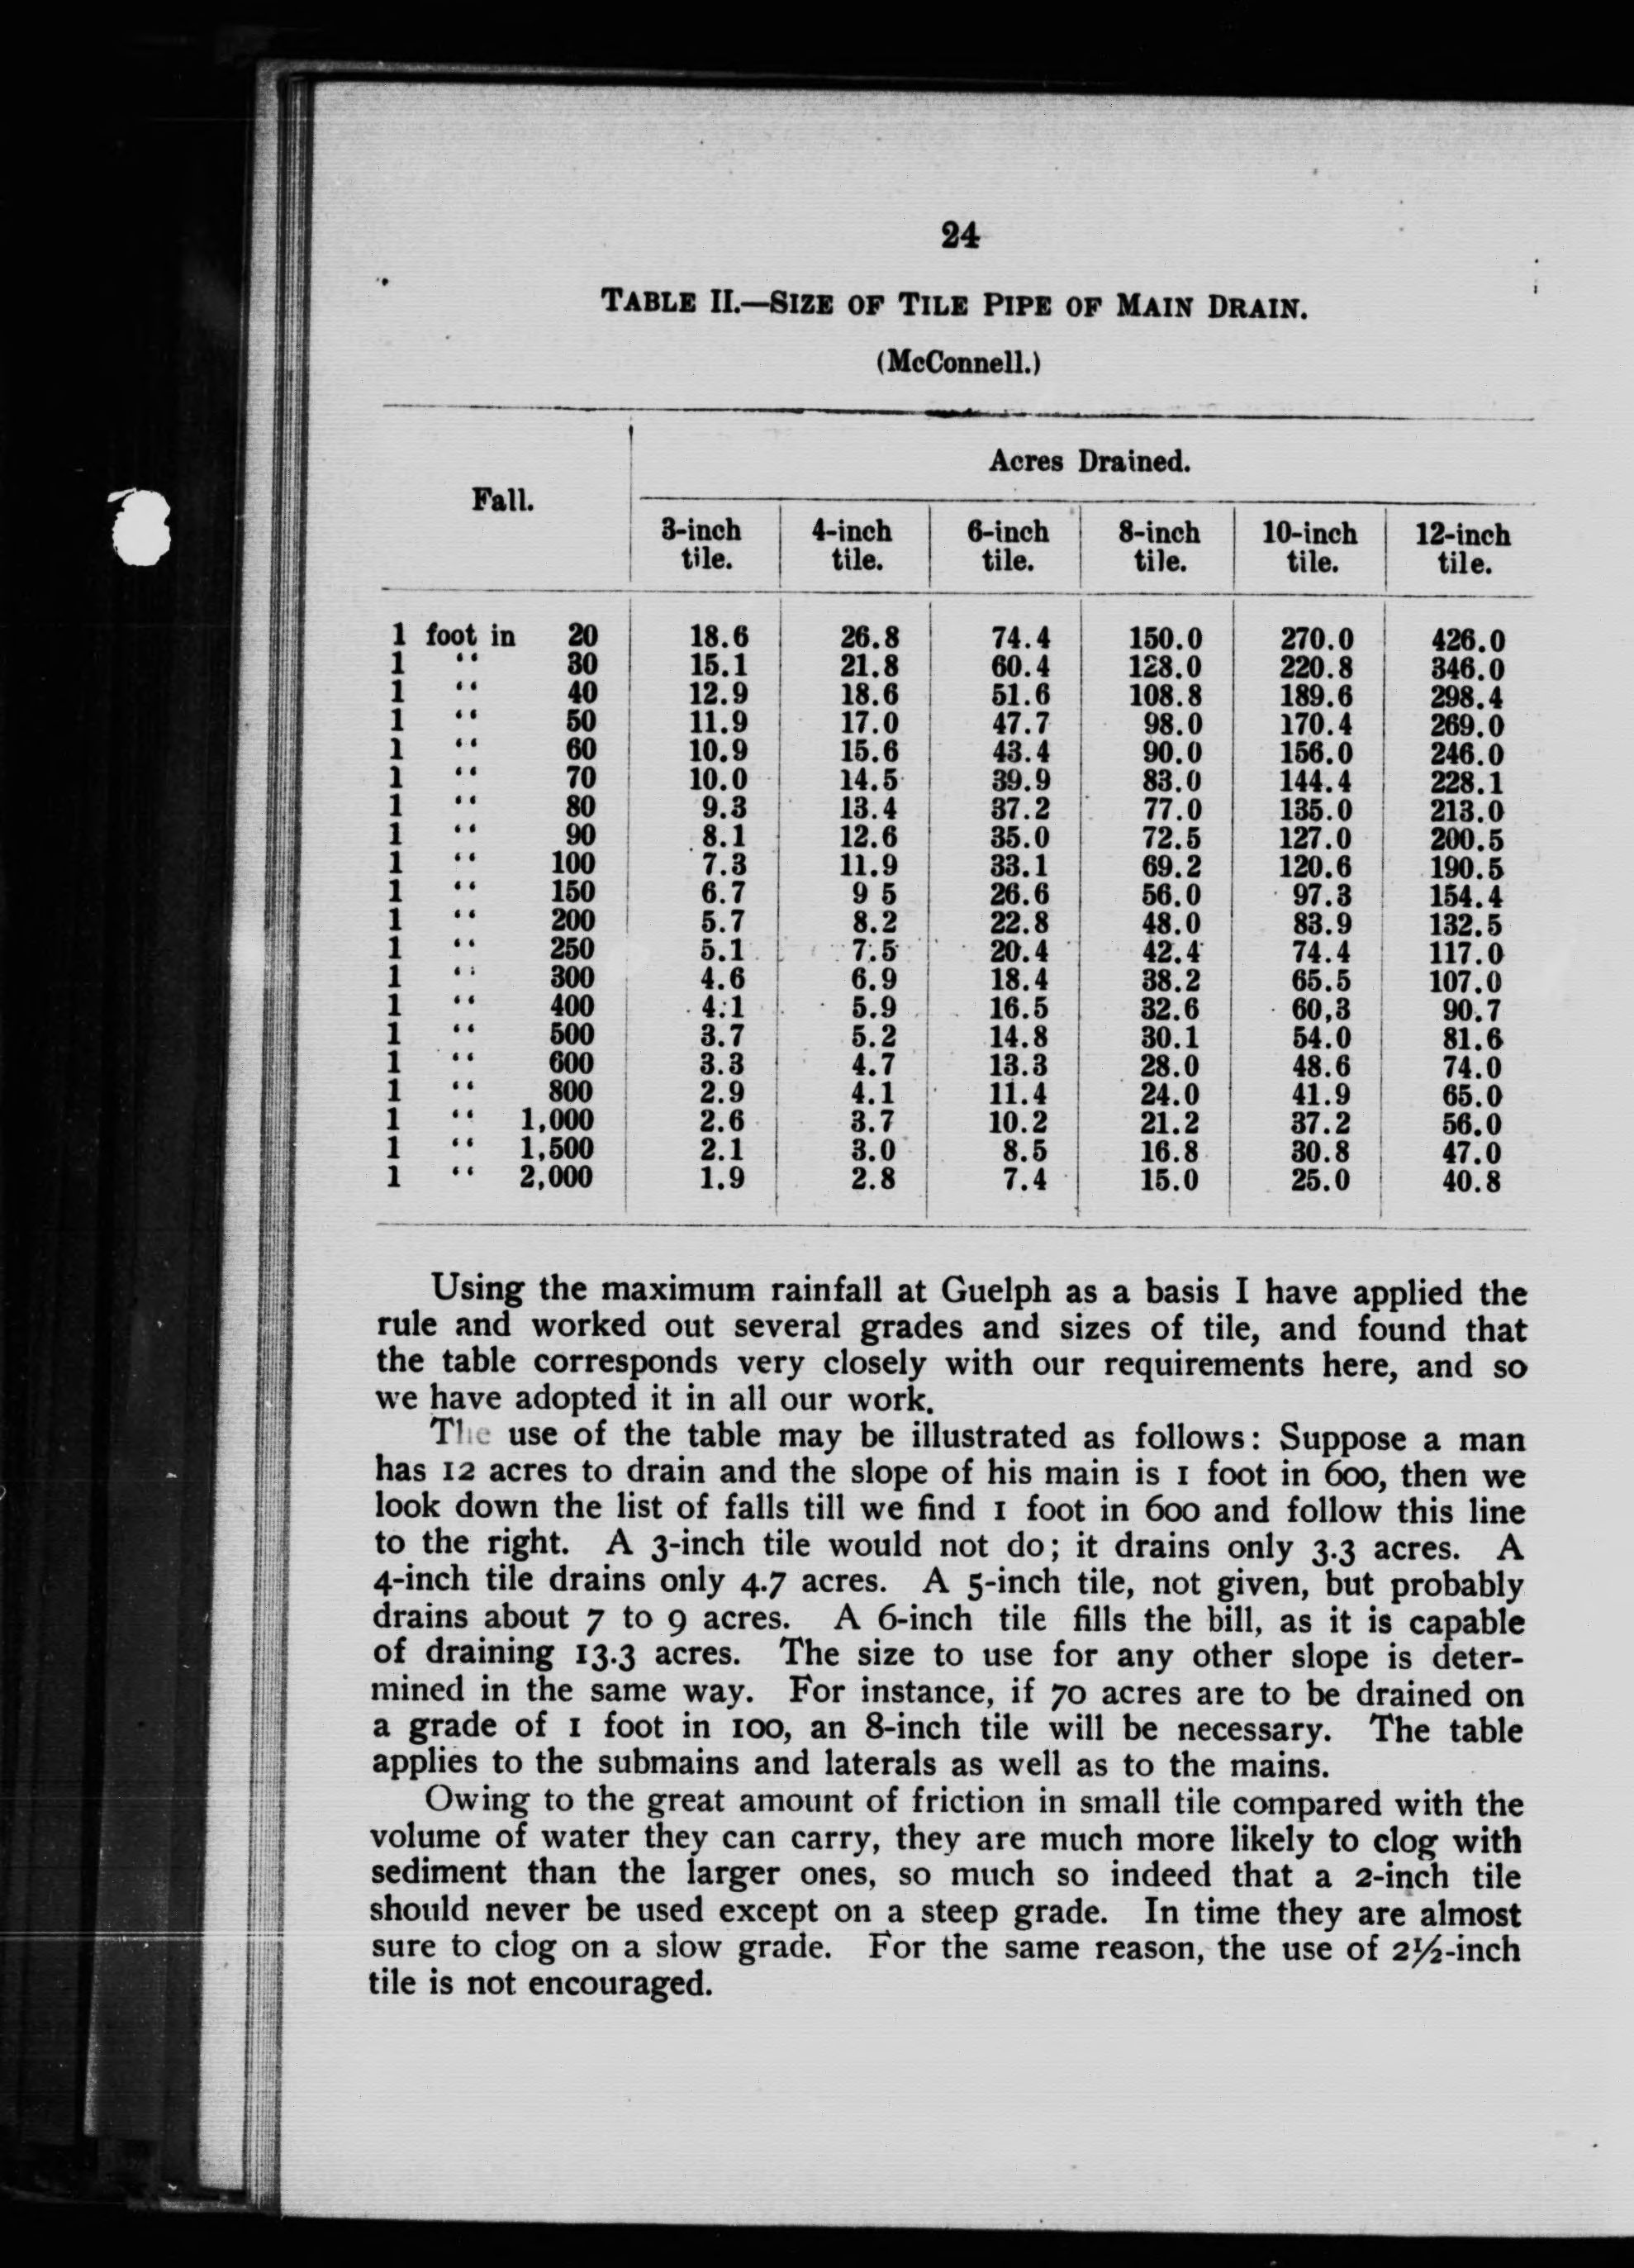 24
TABLE II.—SIZE OF TILE PIPE OF MAIN DRAIN.
(McConnell.)
Acres Drained.
Fall.
3-inch tile. 4-inch tile. 6-inch tile. 8-inch tile. 10-inch tile. 12-inch tile.
1 foot in 20 18.6 26.8 74.4 150.0 270.0 426.0
1 “ 30 15.1 21.8 60.4 128.0 220.8 346.0
1 “ 40 12.9 18.6 51.6 108.8 189.6 298.4
1 “ 50 11.9 17.0 47.7 98.0 170.4 269.0
1 “ 60 10.9 15.6 43.4 90.0 156.0 246.0
1 “ 70 10.0 14.5 39.9 83.0 144.4 228.1
1 “ 80 9.3 13.4 37.2 77.0 135.0 213.0
1 “ 90 8.1 12.6 35.0 72.5 127.0 200.5
1 “ 100 7.3 11.9 33.1 69.2 120.6 190.5
1 “ 150 6.7 9 5 26.6 56.0 97.3 154.4
1 “ 200 5.7 8.2 22.8 48.0 83.9 132.5
1 “ 250 5.1 7.5 20.4 42.4 74.4 117.0
1 “ 300 4.6 6.9 18.4 38.2 65.5 107.0
1 “ 400 4.1 5.9 16.5 32.6 60,3 90.7
1 “ 500 3.7 5.2 14.8 30.1 54.0 81.6
1 “ 600 3.3 4.7 13.3 28.0 48.6 74.0
1 “ 800 2.9 4.1 11.4 24.0 41.9 65.0
1 “ 1,000 2.6 3.7 10.2 21.2 37.2 56.0
1 “ 1,500 2.1 3.0 8.5 16.8 30.8 47.0
1 “ 2,000 1.9 2.8 7.4 15.0 25.0 40.8
Using the maximum rainfall at Guelph as a basis I have applied the
rule and worked out several grades and sizes of tile, and found that
the table corresponds very closely with our requirements here, and so
we have adopted it in all our work.
The use of the table may be illustrated as follows: Suppose a man
has 12 acres to drain and the slope of his main is 1 foot in 600, then we
look down the list of falls till we find 1 foot in 600 and follow this line
to the right. A 3-inch tile would not do; it drains only 3.3 acres. A
4-inch tile drains only 4.7 acres. A 5-inch tile, not given, but probably
drains about 7 to 9 acres. A 6-inch tile fills the bill, as it is capable
of draining 13.3 acres. The size to use for any other slope is deter-
mined in the same way. For instance, if 70 acres are to be drained on
a grade of 1 foot in 100, an 8-inch tile will be necessary. The table
applies to the submains and laterals as well as to the mains.
Owing to the great amount of friction in small tile compared with the
volume of water they can carry, they are much more likely to clog with
sediment than the larger ones, so much so indeed that a 2-inch tile
should never be used except on a steep grade. In time they are almost
sure to clog on a slow grade. For the same reason, the use of 2½-inch
tile is not encouraged.